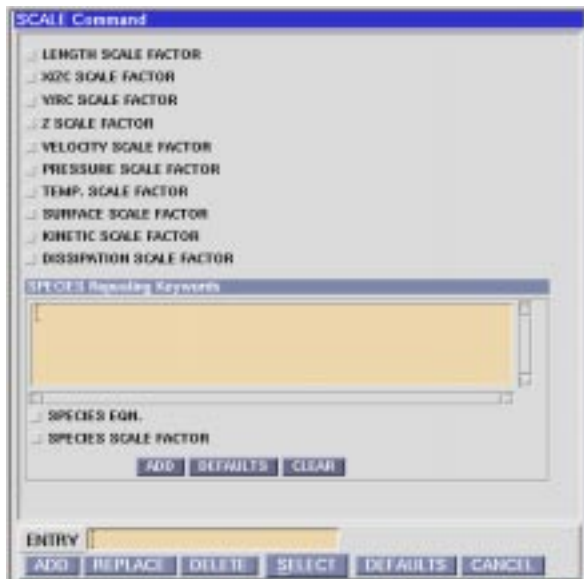 SCALE Command
LENGTH SCALE FACTOR
X/ZC SCALE FACTOR
Y/RC SCALE FACTOR
Z SCALE FACTOR
VELOCITY SCALE FACTOR
PRESSURE SCALE FACTOR
TEMP. SCALE FACTOR
SURFACE SCALE FACTOR
KINETIC SCALE FACTOR
DISSIPATION SCALE FACTOR
SPECIES Repeating Keywords
SPECIES EQN.
SPECIES SCALE FACTOR
ADD DEFAULTS CLEAR
ENTRY
ADD REPLACE DELETE SELECT DEFAULTS CANCEL